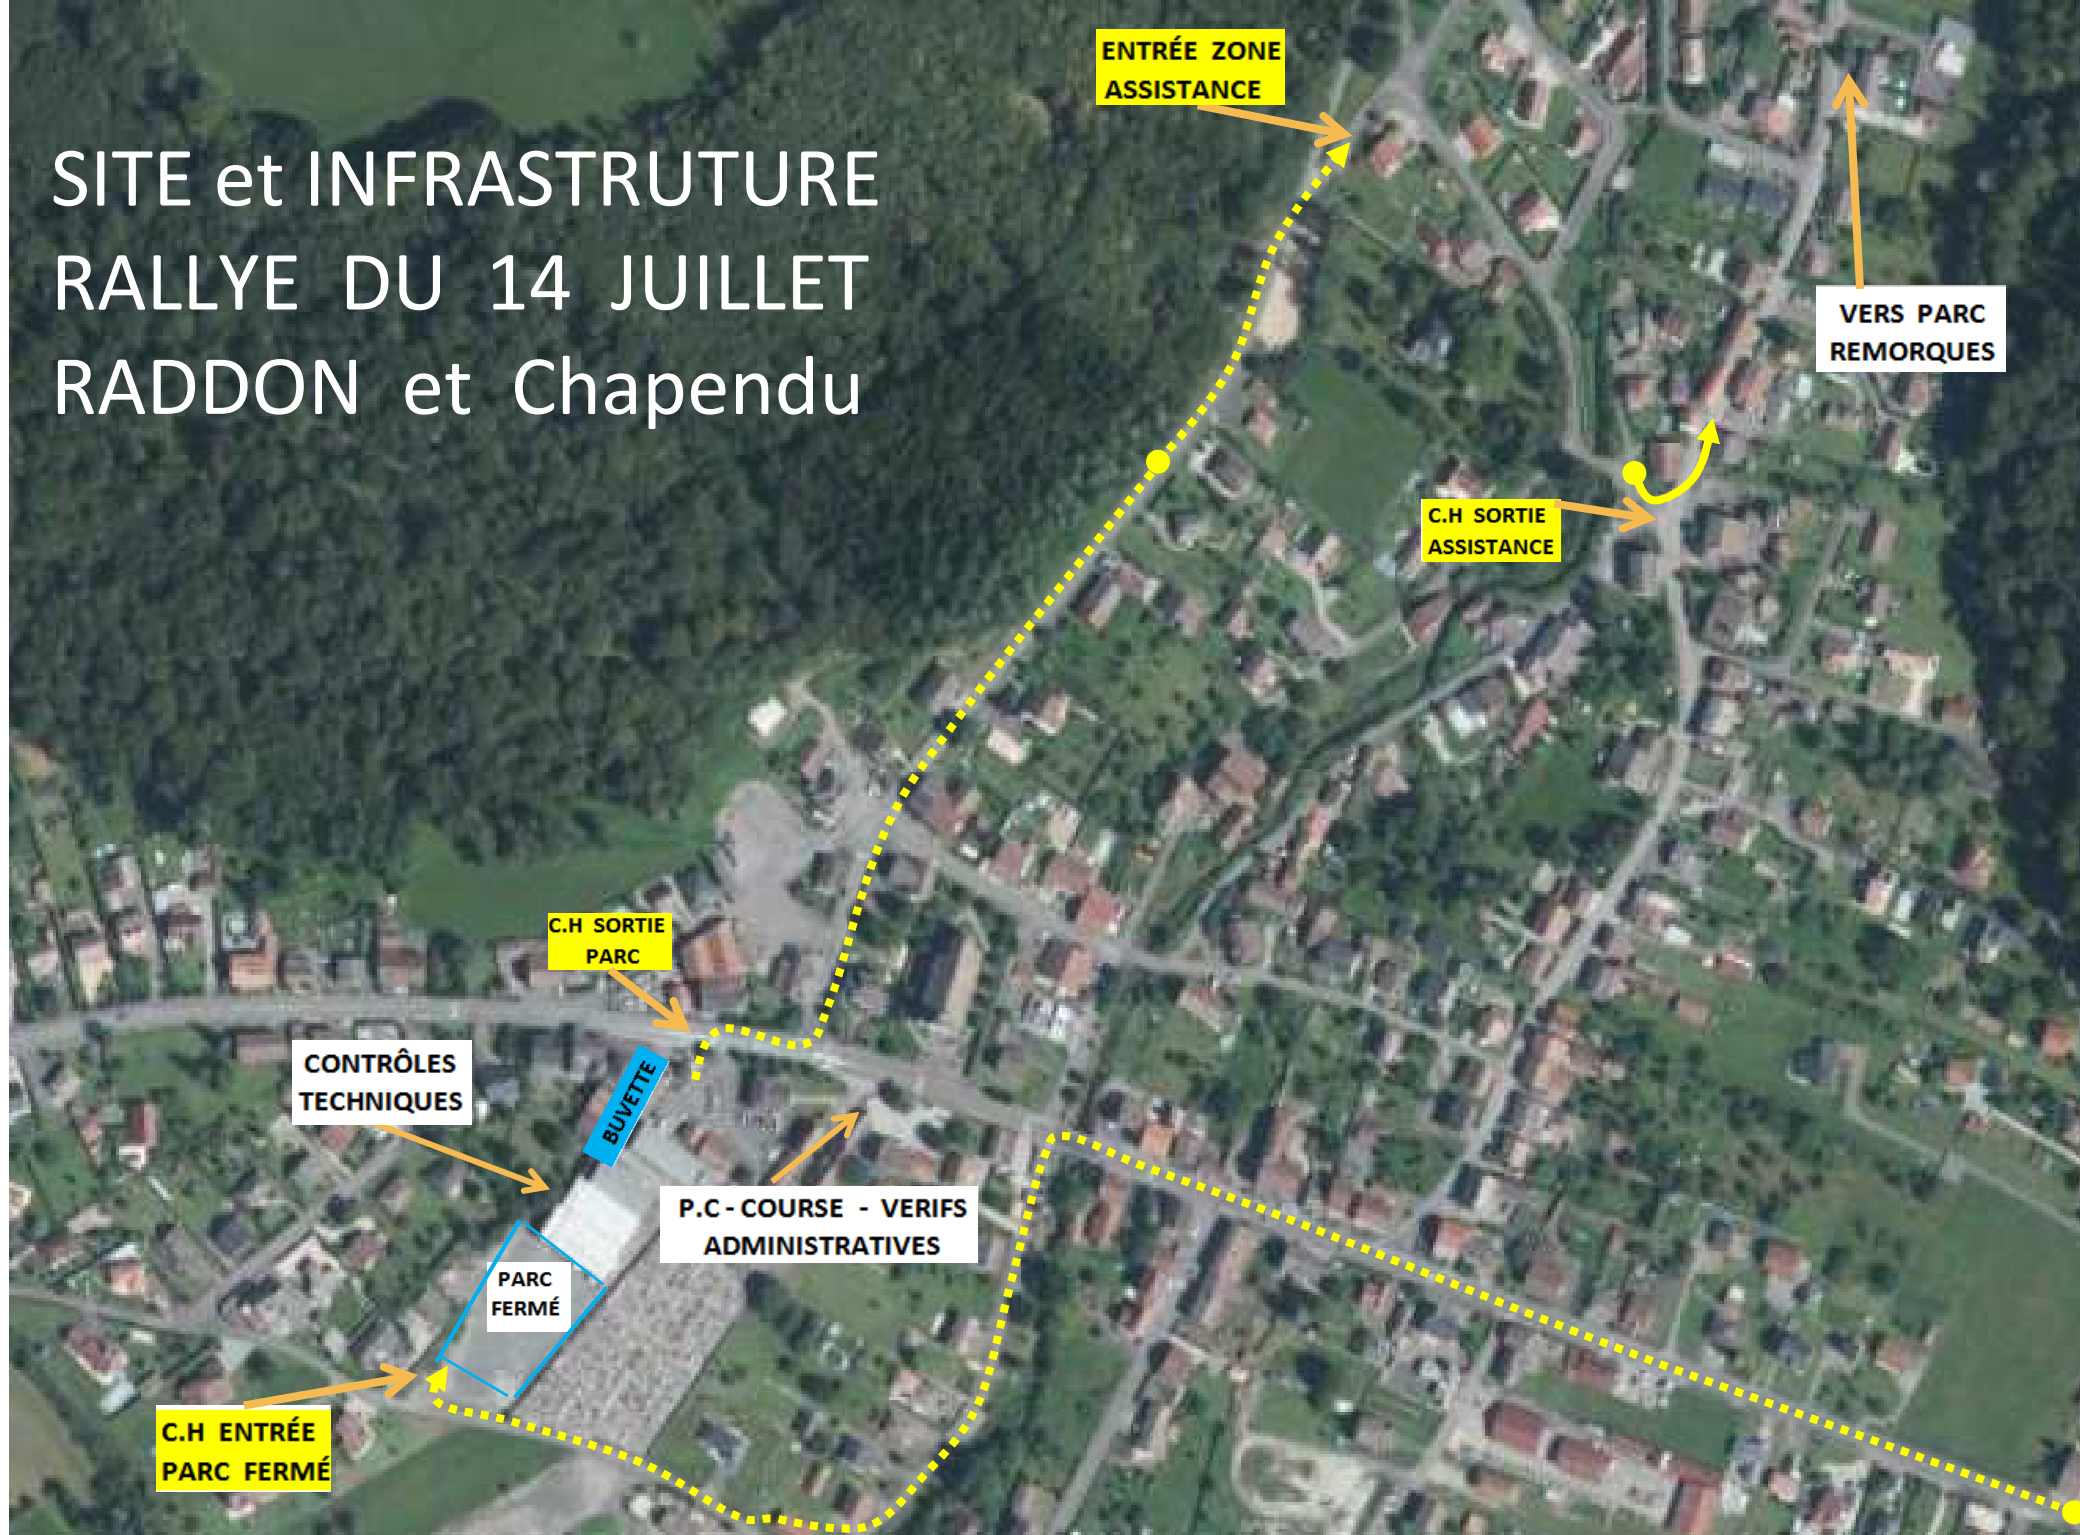 SITE et INFRASTRUTURE
RALLYE DU 14 JUILLET
RADDON et Chapendu
ENTRÉE ZONE
ASSISTANCE
VERS PARC
REMORQUES
C.H SORTIE
ASSISTANCE
C.H SORTIE
PARC
CONTRÔLES
TECHNIQUES
BUVETTE
P.C - COURSE - VERIFS
ADMINISTRATIVES
PARC
FERMÉ
C.H ENTRÉE
PARC FERMÉ